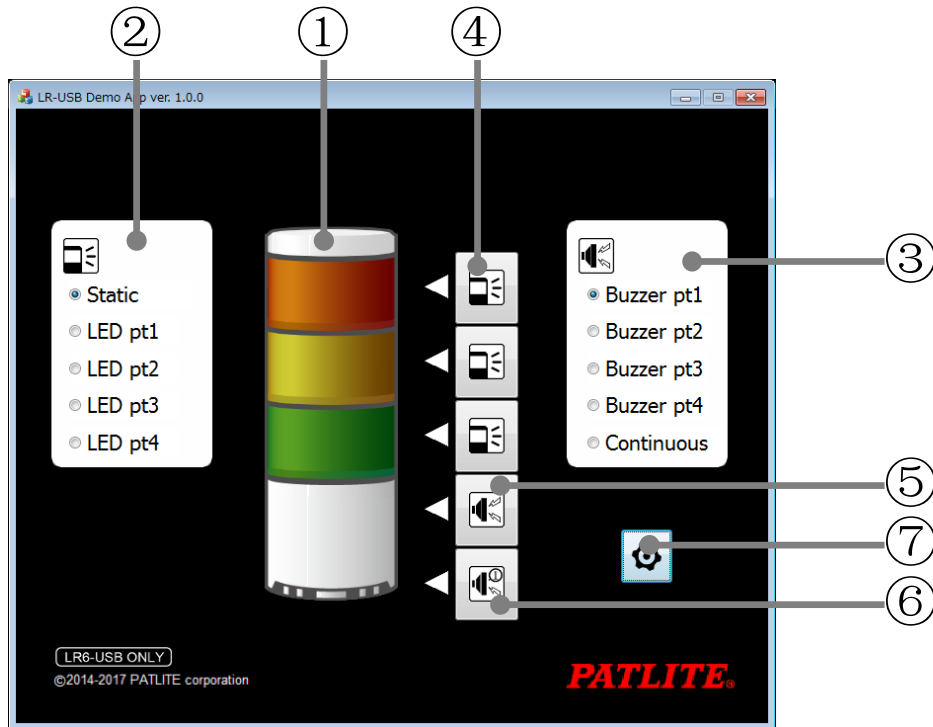 ② ① ④
LR-USB Demo App ver. 1.0.0
Static
LED pt1
LED pt2
LED pt3
LED pt4
Buzzer pt1
Buzzer pt2
Buzzer pt3
Buzzer pt4
Continuous
③
⑤
⑦
⑥
LR6-USB ONLY
©2014-2017 PATLITE corporation
PATLITE®